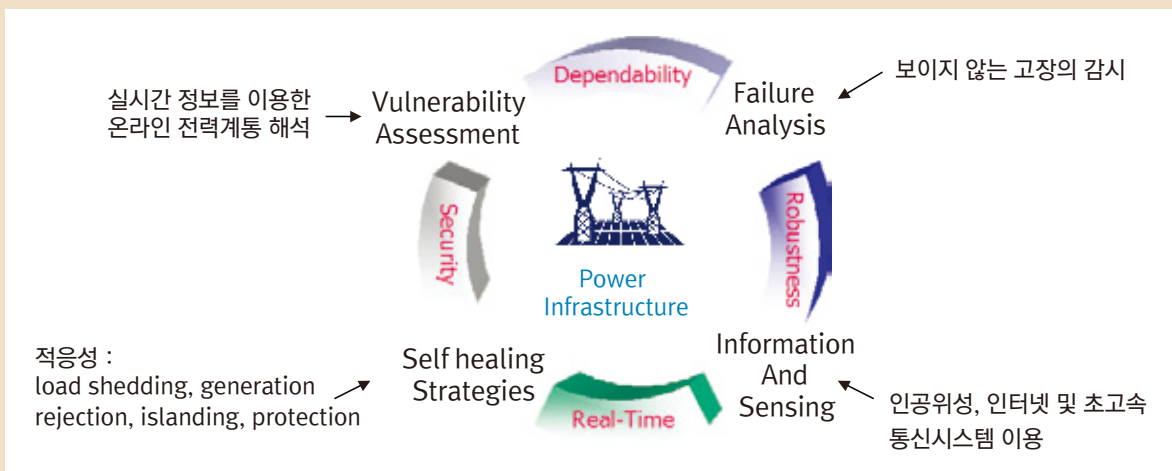 Dependability
보이지 않는 고장의 감시
Failure
Analysis
실시간 정보를 이용한
온라인 전력계통 해석
Vulnerability
Assessment
Security
Robustness
Power
Infrastructure
적응성 :
load shedding, generation
rejection, islanding, protection
Self healing
Strategies
Real-Time
Information
And
Sensing
인공위성, 인터넷 및 초고속
통신시스템 이용